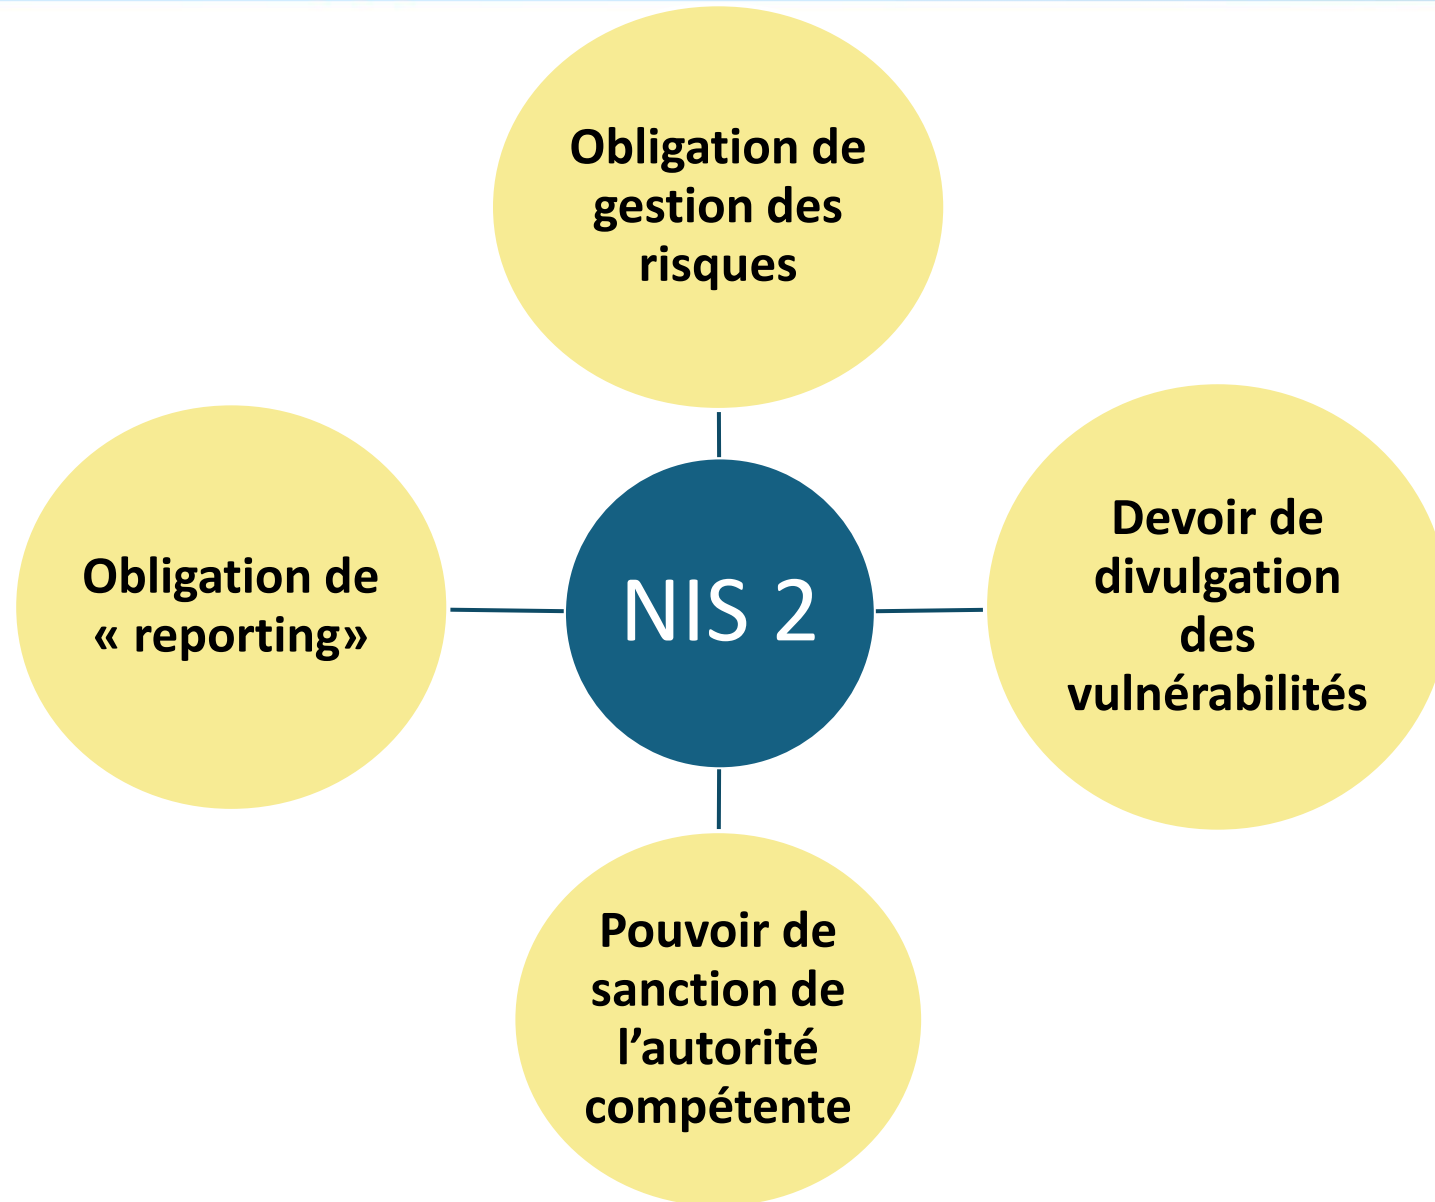 Obligation de
gestion des
risques
Obligation de
« reporting»
NIS 2
Devoir de
divulgation
des
vulnérabilités
Pouvoir de
sanction de
l’autorité
compétente